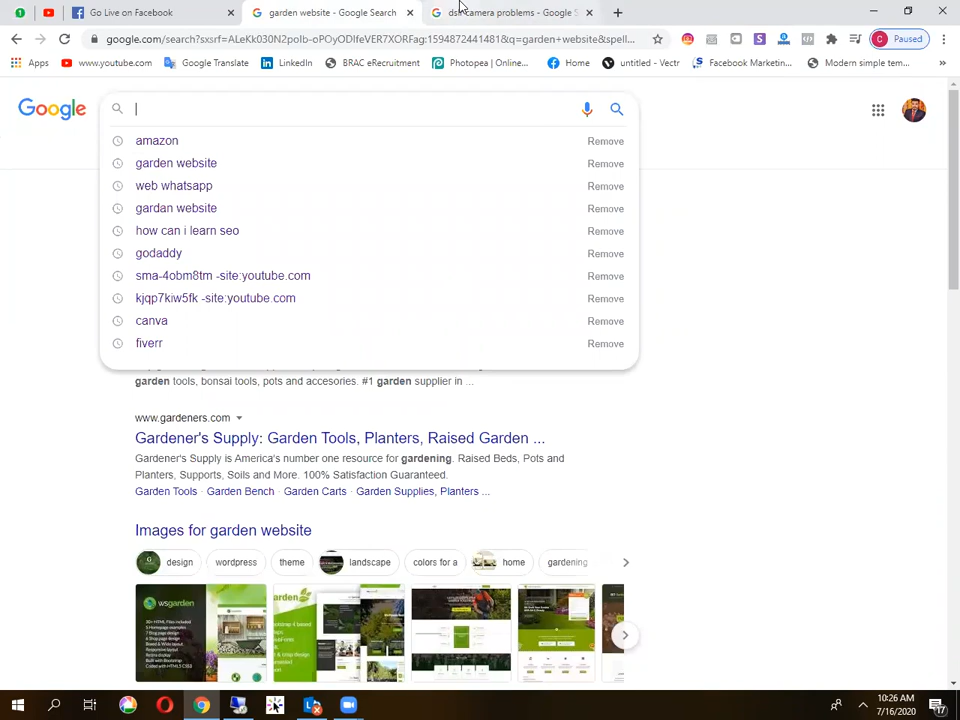 Go Live on Facebook
garden website - Google Search
dslr camera problems - Google S
google.com/search?sxsrf=ALeKk030N2polb-oPOyODIfeVER7XORFag:1594872441481&q=garden+website&spell...
C Paused
Apps
www.youtube.com
Google Translate
LinkedIn
BRAC eRecruitment
Photopea | Online...
Home
untitled - Vectr
Facebook Marketing...
Modern simple tem...
Google
amazon Remove
garden website Remove
web whatsapp Remove
gardan website Remove
how can i learn seo Remove
godaddy Remove
sma-4obm8tm -site:youtube.com Remove
kjqp7kiw5fk -site:youtube.com Remove
canva Remove
fiverr Remove
garden tools, bonsai tools, pots and accesories. #1 garden supplier in ...
www.gardeners.com
Gardener's Supply: Garden Tools, Planters, Raised Garden ...
Gardener's Supply is America's number one resource for gardening. Raised Beds, Pots and
Planters, Supports, Soils and More. 100% Satisfaction Guaranteed.
Garden Tools · Garden Bench · Garden Carts · Garden Supplies, Planters ...
Images for garden website
design
wordpress
theme
landscape
colors for a
home
gardening
wsgarden
10:26 AM
7/16/2020
17